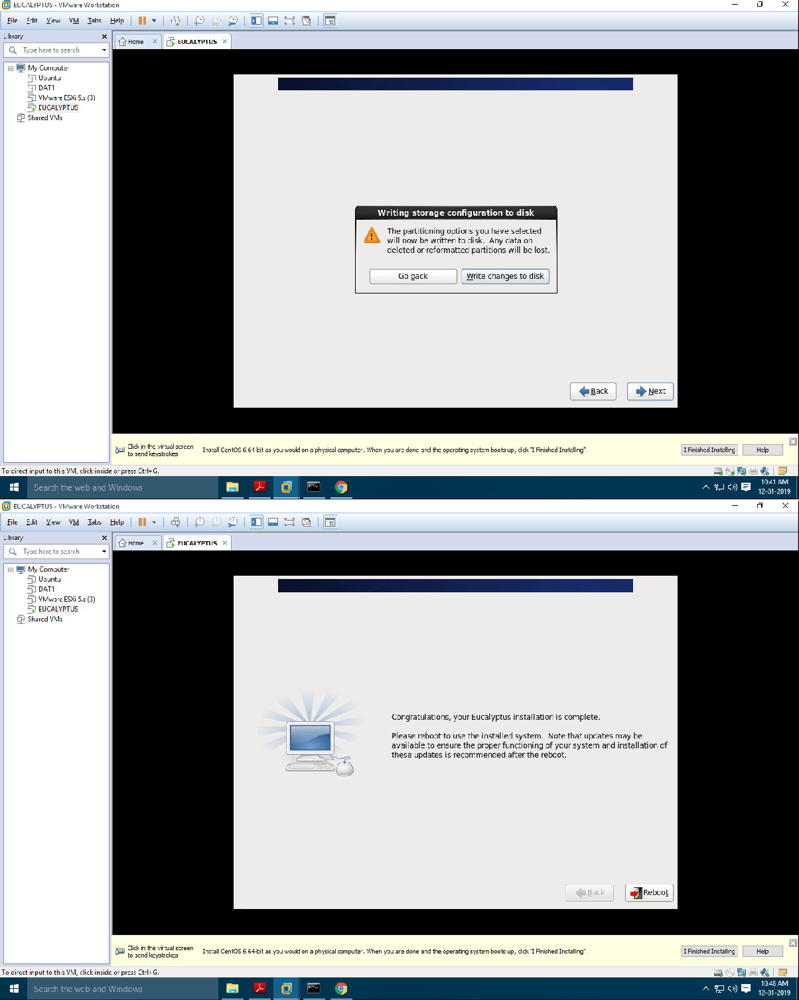 EUCALYPTUS - VMware Workstation
File Edit View VM Tabs Help
Library
Home EUCALYPTUS
Type here to search
My Computer
Ubuntu
DAT1
VMware ESXi 5.x (3)
EUCALYPTUS
Shared VMs
Writing storage configuration to disk
The partitioning options you have selected
will now be written to disk. Any data on
deleted or reformatted partitions will be lost.
Go back Write changes to disk
Back Next
Click in the virtual screen
to send keystrokes
Install CentOS 6 64-bit as you would on a physical computer. When you are done and the operating system boots up, click "I Finished Installing".
I Finished Installing Help
To direct input to this VM, click inside or press Ctrl+G.
Search the web and Windows
10:41 AM
12-01-2019
EUCALYPTUS - VMware Workstation
File Edit View VM Tabs Help
Library
Home EUCALYPTUS
Type here to search
My Computer
Ubuntu
DAT1
VMware ESXi 5.x (3)
EUCALYPTUS
Shared VMs
Congratulations, your Eucalyptus installation is complete.
Please reboot to use the installed system. Note that updates may be
available to ensure the proper functioning of your system and installation of
these updates is recommended after the reboot.
Back Reboot
Click in the virtual screen
to send keystrokes
Install CentOS 6 64-bit as you would on a physical computer. When you are done and the operating system boots up, click "I Finished Installing".
I Finished Installing Help
To direct input to this VM, click inside or press Ctrl+G.
Search the web and Windows
10:48 AM
12-01-2019